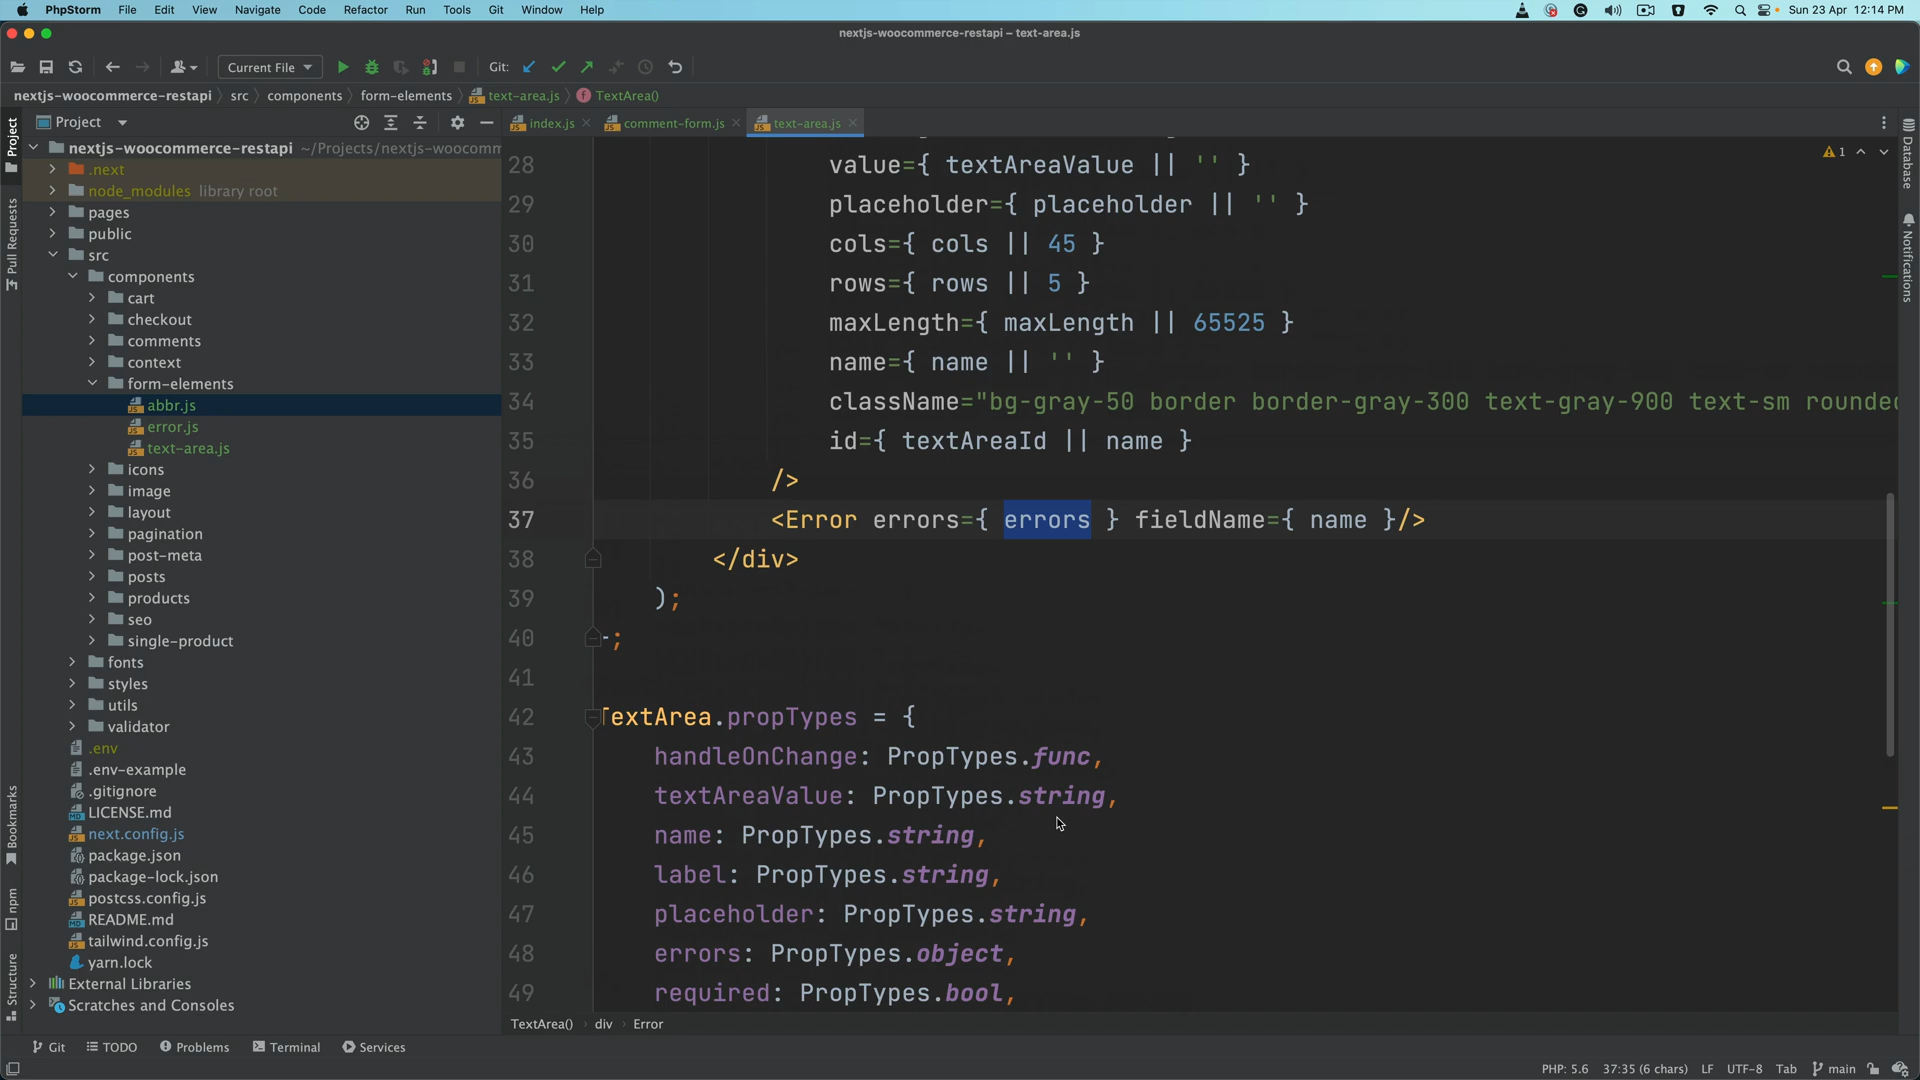 PhpStorm File Edit View Navigate Code Refactor Run Tools Git Window Help Sun 23 Apr 12:14 PM
nextjs-woocommerce-restapi – text-area.js
Current File Git:
nextjs-woocommerce-restapi src components form-elements text-area.js TextArea()
Project
index.js comment-form.js text-area.js
nextjs-woocommerce-restapi ~/Projects/nextjs-woocomm
.next
node_modules library root
pages
public
src
components
cart
checkout
comments
context
form-elements
abbr.js
error.js
text-area.js
icons
image
layout
pagination
post-meta
posts
products
seo
single-product
fonts
styles
utils
validator
.env
.env-example
.gitignore
LICENSE.md
next.config.js
package.json
package-lock.json
postcss.config.js
README.md
tailwind.config.js
yarn.lock
External Libraries
Scratches and Consoles
Project
Pull Requests
Bookmarks
npm
Structure
28 value={ textAreaValue || '' }
29 placeholder={ placeholder || '' }
30 cols={ cols || 45 }
31 rows={ rows || 5 }
32 maxLength={ maxLength || 65525 }
33 name={ name || '' }
34 className="bg-gray-50 border border-gray-300 text-gray-900 text-sm rounded
35 id={ textAreaId || name }
36 />
37 <Error errors={ errors } fieldName={ name }/>
38 </div>
39 );
40 ;
41
42 TextArea.propTypes = {
43 handleOnChange: PropTypes.func,
44 textAreaValue: PropTypes.string,
45 name: PropTypes.string,
46 label: PropTypes.string,
47 placeholder: PropTypes.string,
48 errors: PropTypes.object,
49 required: PropTypes.bool,
1
Database
Notifications
TextArea() div Error
Git TODO Problems Terminal Services
PHP: 5.6 37:35 (6 chars) LF UTF-8 Tab main